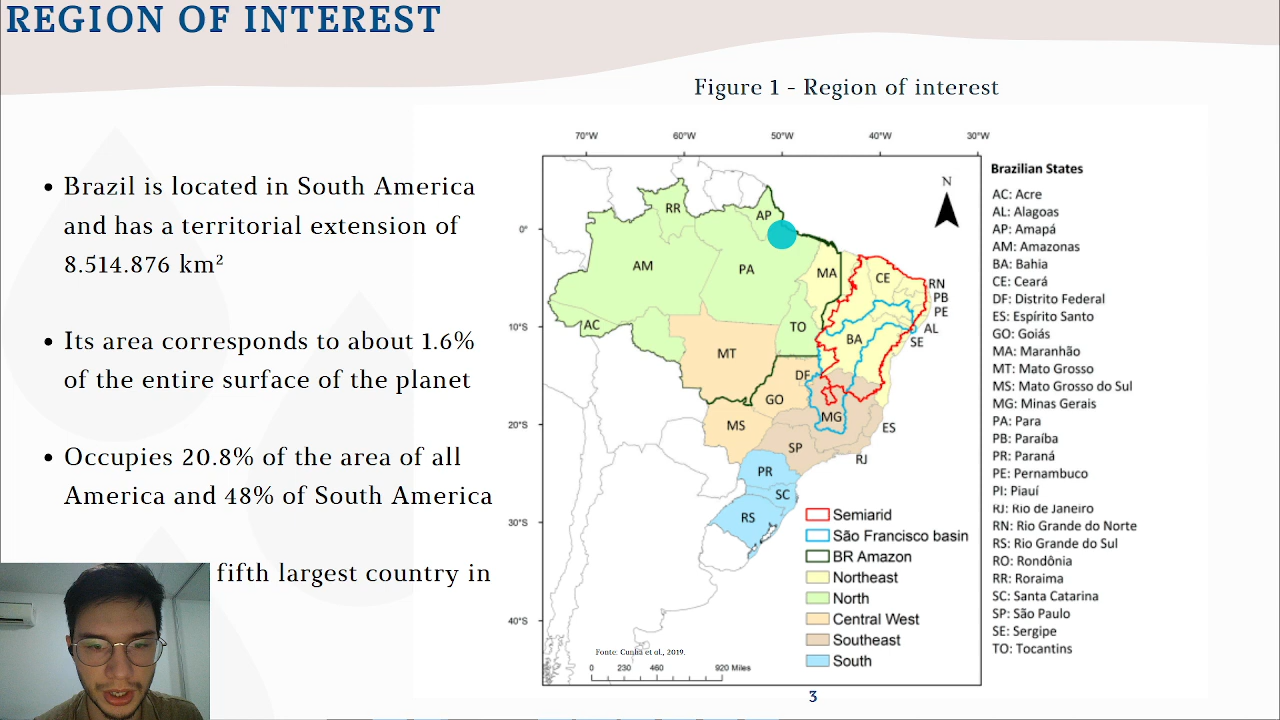 REGION OF INTEREST
Figure 1 - Region of interest
Brazil is located in South America
and has a territorial extension of
8.514.876 km²
Its area corresponds to about 1.6%
of the entire surface of the planet
Occupies 20.8% of the area of all
America and 48% of South America
fifth largest country in
70°W 60°W 50°W 40°W 30°W
0°
10°S
20°S
30°S
40°S
N
RR
AP
AM
PA
MA
CE
RN
PB
PE
AL
SE
AC
TO
BA
MT
DF
GO
MG
MS
ES
SP
RJ
PR
SC
RS
Semiarid
São Francisco basin
BR Amazon
Northeast
North
Central West
Southeast
South
Fonte: Cunha et al., 2019.
0 230 460 920 Miles
Brazilian States
AC: Acre
AL: Alagoas
AP: Amapá
AM: Amazonas
BA: Bahia
CE: Ceará
DF: Distrito Federal
ES: Espírito Santo
GO: Goiás
MA: Maranhão
MT: Mato Grosso
MS: Mato Grosso do Sul
MG: Minas Gerais
PA: Para
PB: Paraíba
PR: Paraná
PE: Pernambuco
PI: Piauí
RJ: Rio de Janeiro
RN: Rio Grande do Norte
RS: Rio Grande do Sul
RO: Rondônia
RR: Roraima
SC: Santa Catarina
SP: São Paulo
SE: Sergipe
TO: Tocantins
3